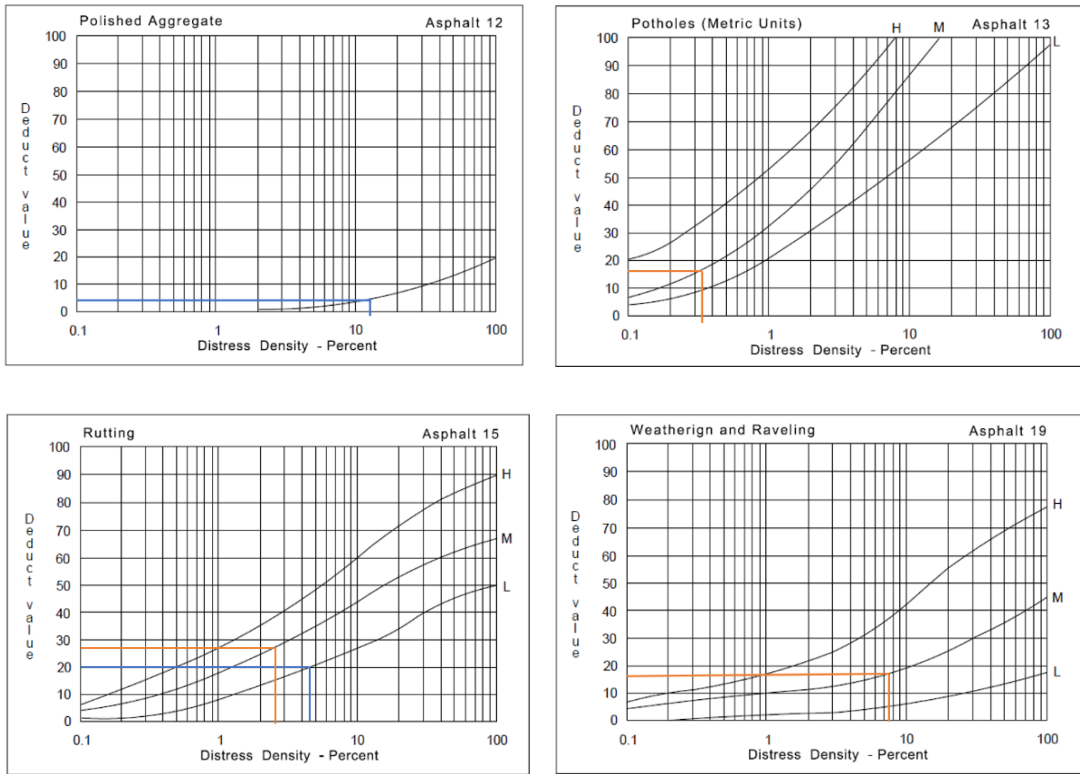 Polished Aggregate Asphalt 12
100
90
80
70
60
50
40
30
20
10
0
Deduct value
0.1 1 10 100
Distress Density - Percent
Potholes (Metric Units) Asphalt 13
H M
L
100
90
80
70
60
50
40
30
20
10
0
Deduct value
0.1 1 10 100
Distress Density - Percent
Rutting Asphalt 15
100
90
80
70
60
50
40
30
20
10
0
Deduct value
H
M
L
0.1 1 10 100
Distress Density - Percent
Weatherign and Raveling Asphalt 19
100
90
80
70
60
50
40
30
20
10
0
Deduct value
H
M
L
0.1 1 10 100
Distress Density - Percent